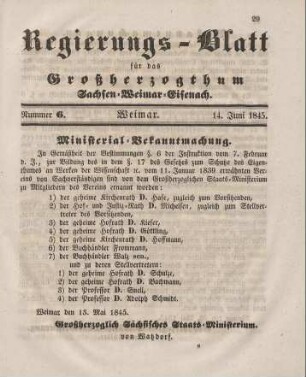 29
Regierungs-Blatt
für das
Großherzogthum
Sachsen-Weimar-Eisenach.
Nummer 6. Weimar. 14. Juni 1845.
Ministerial-Bekanntmachung.
In Gemäßheit der Bestimmungen §. 6 der Instruktion vom 7. Februar
d. J., zur Bildung des in dem §. 17 des Gesetzes zum Schutze des Eigen-
thumes an Werken der Wissenschaft u. vom 11. Januar 1839 erwähnten Ver-
eins von Sachverständigen sind von dem Großherzoglichen Staats-Ministerium
zu Mitgliedern des Vereins ernannt worden:
1) der geheime Kirchenrath D. Hase, zugleich zum Vorsitzenden,
2) der Hof- und Justiz-Rath D. Michelsen, zugleich zum Stellver-
treter des Vorsitzenden,
3) der geheime Hofrath D. Kieser,
4) der geheime Hofrath D. Göttling,
5) der geheime Kirchenrath D. Hoffmann,
6) der Buchhändler Frommann,
7) der Buchhändler Walz sen.,
und zu deren Stellvertretern:
1) der geheime Hofrath D. Schulze,
2) der geheime Hofrath D. Bachmann,
3) der Professor D. Snell,
4) der Professor D. Adolph Schmidt.
Weimar den 15. Mai 1845.
Großherzoglich Sächsisches Staats-Ministerium.
von Watzdorf.